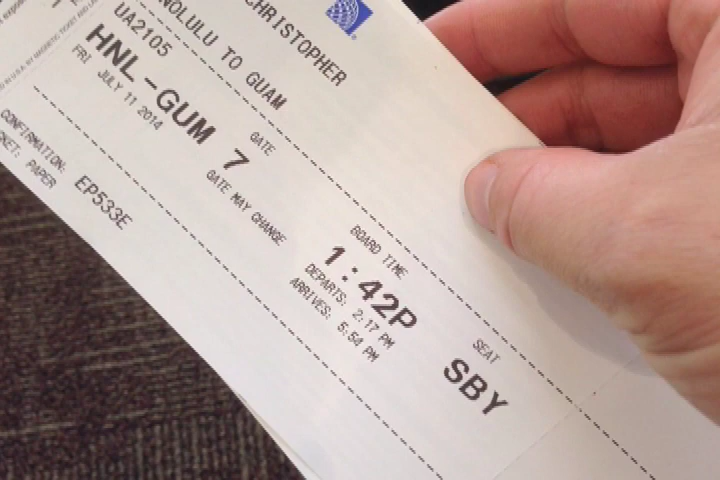 CHRISTOPHER
NOLULU TO GUAM
UA2105
HNL-GUM 7
GATE
FRI JULY 11 2014
GATE MAY CHANGE
BOARD TIME
1:42P
DEPARTS: 2:17 PM
ARRIVES: 5:54 PM
SEAT
SBY
CONFIRMATION: EP533E
KET: PAPER